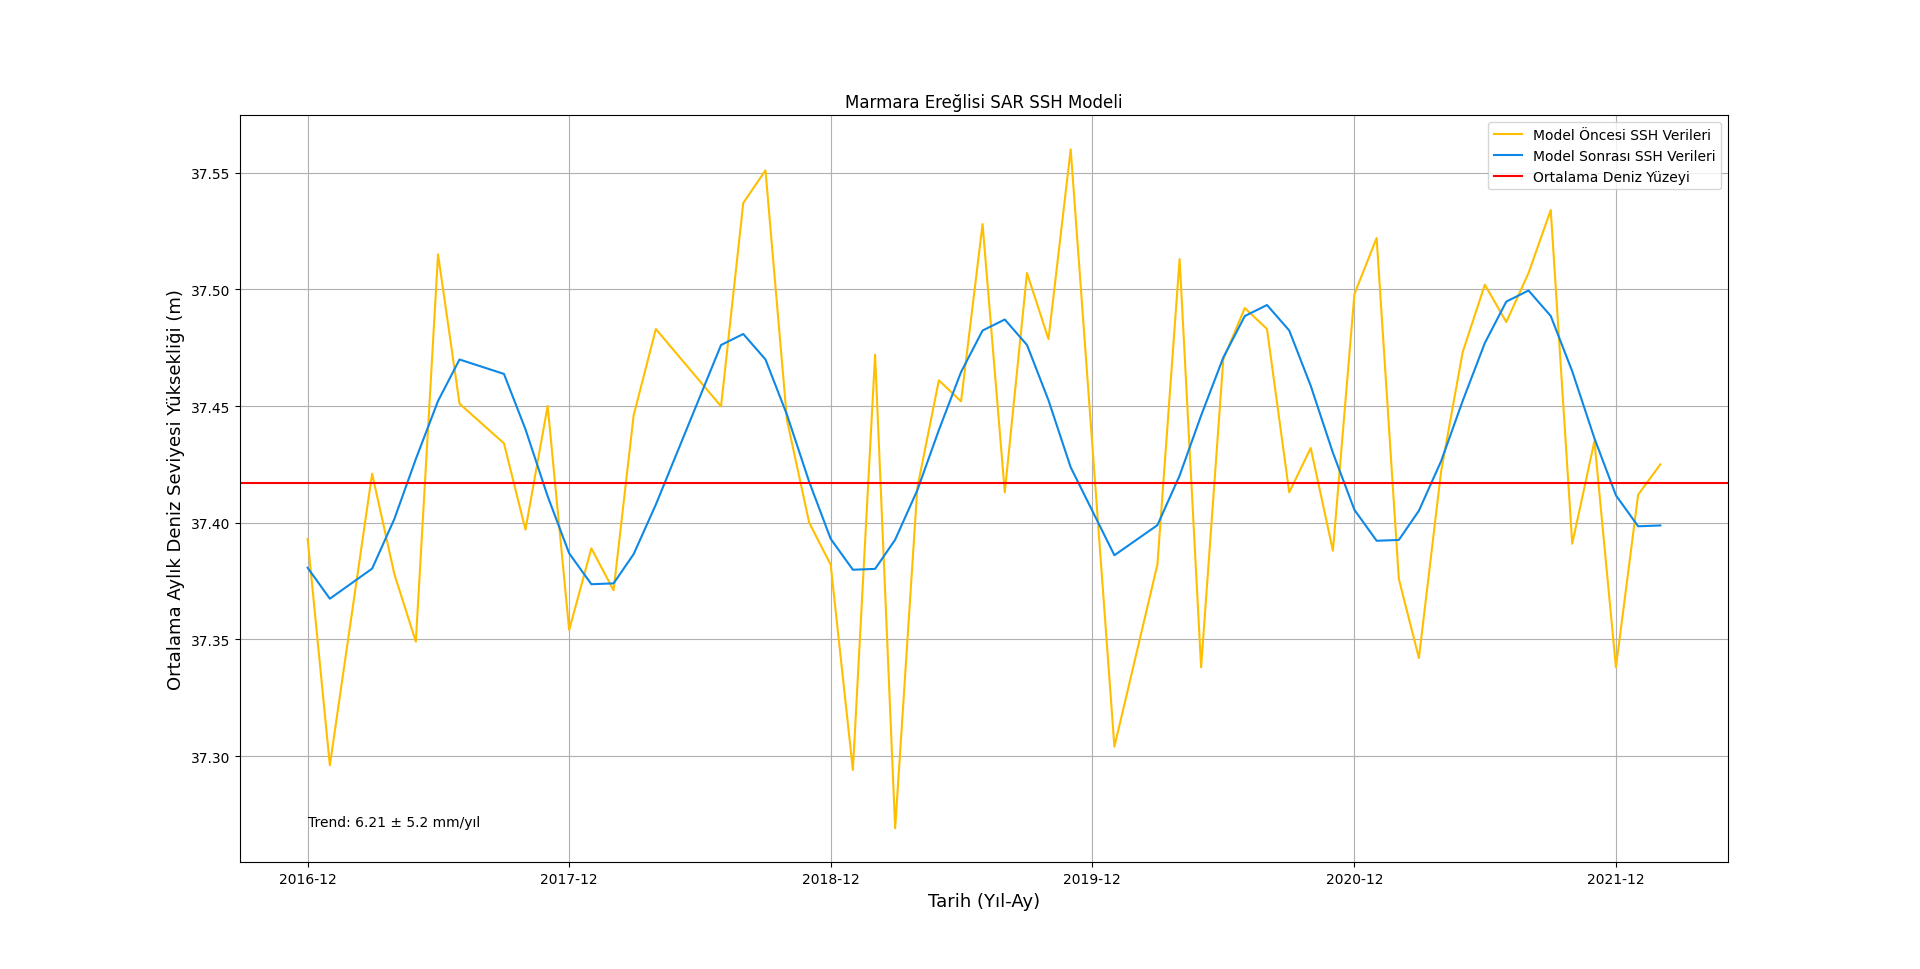 Marmara Ereğlisi SAR SSH Modeli
Model Öncesi SSH Verileri
Model Sonrası SSH Verileri
Ortalama Deniz Yüzeyi
Ortalama Aylık Deniz Seviyesi Yüksekliği (m)
37.55
37.50
37.45
37.40
37.35
37.30
Trend: 6.21 ± 5.2 mm/yıl
2016-12 2017-12 2018-12 2019-12 2020-12 2021-12
Tarih (Yıl-Ay)